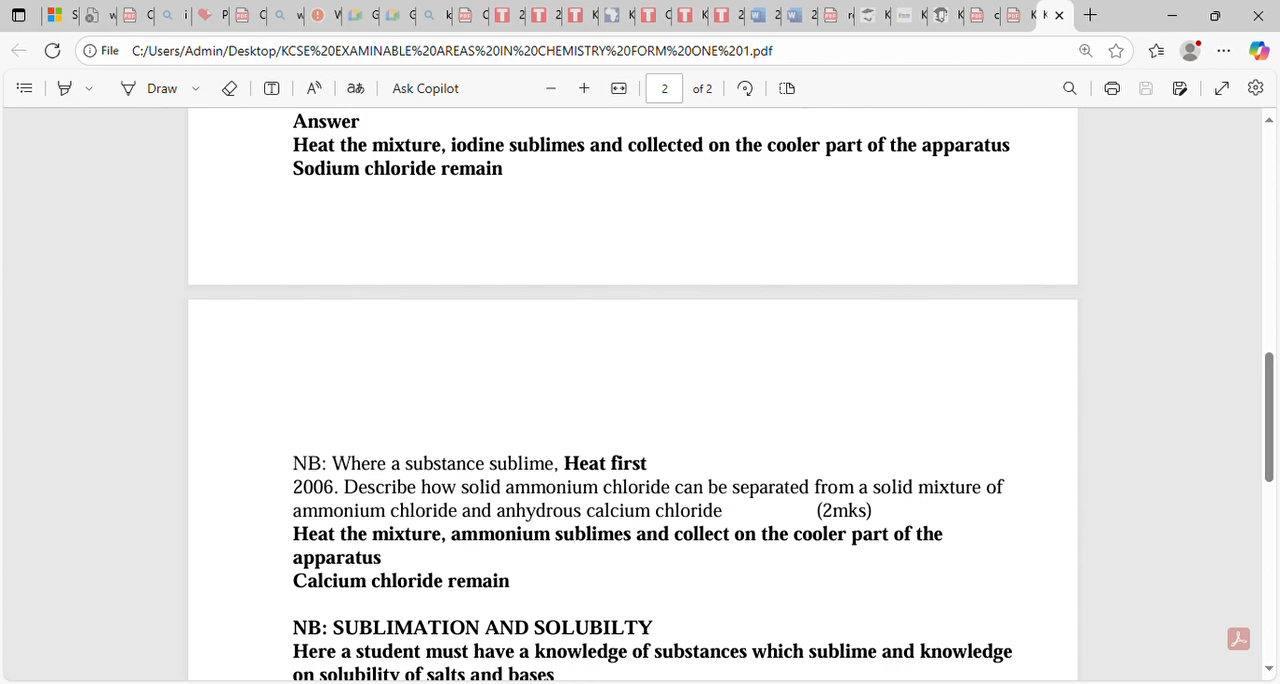 S w C i P C w V G G k C 2 2 K K C K 2 2 2 r K K K c K K
File C:/Users/Admin/Desktop/KCSE%20EXAMINABLE%20AREAS%20IN%20CHEMISTRY%20FORM%20ONE%201.pdf
Draw Ask Copilot 2 of 2
Answer
Heat the mixture, iodine sublimes and collected on the cooler part of the apparatus
Sodium chloride remain
NB: Where a substance sublime, Heat first
2006. Describe how solid ammonium chloride can be separated from a solid mixture of
ammonium chloride and anhydrous calcium chloride (2mks)
Heat the mixture, ammonium sublimes and collect on the cooler part of the
apparatus
Calcium chloride remain
NB: SUBLIMATION AND SOLUBILTY
Here a student must have a knowledge of substances which sublime and knowledge
on solubility of salts and bases